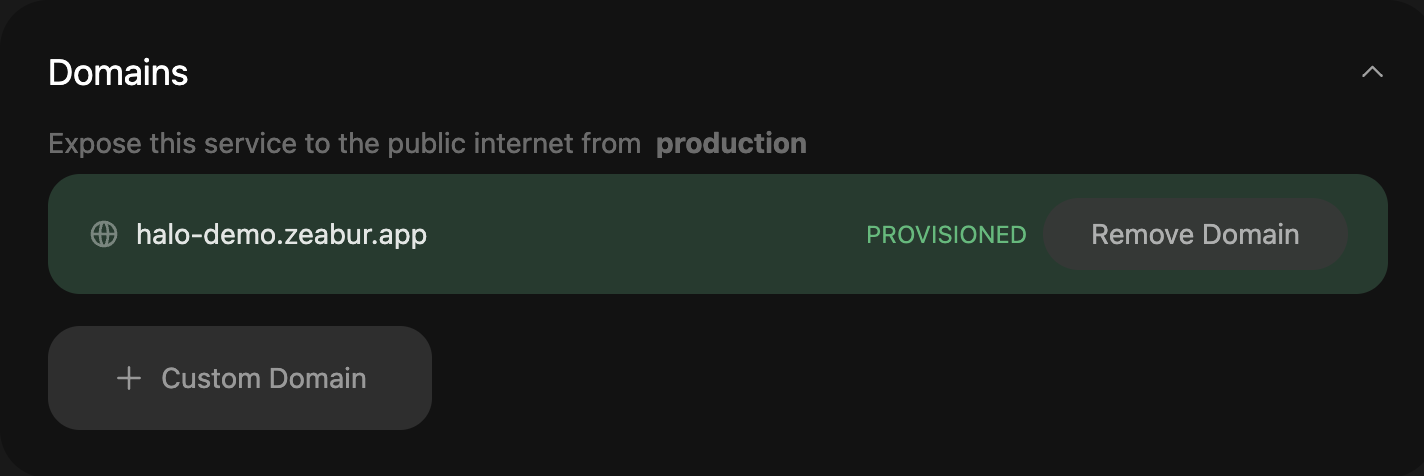 Domains
Expose this service to the public internet from production
halo-demo.zeabur.app PROVISIONED Remove Domain
+ Custom Domain